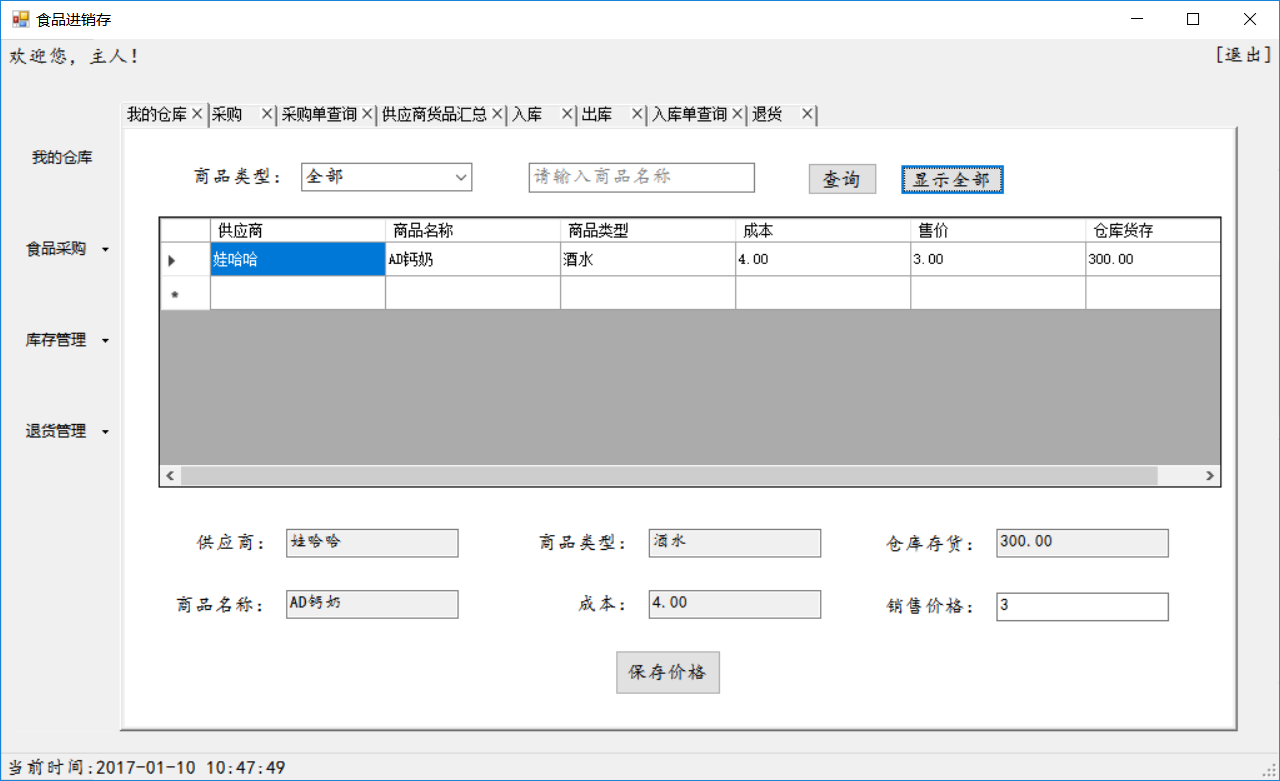 食品进销存
欢迎您, 主人! [退出]
我的仓库 采购 采购单查询 供应商货品汇总 入库 出库 入库单查询 退货
我的仓库
食品采购
库存管理
退货管理
商品类型: 全部 请输入商品名称 查询 显示全部
供应商 商品名称 商品类型 成本 售价 仓库货存
娃哈哈 AD钙奶 酒水 4.00 3.00 300.00
供应商: 娃哈哈 商品类型: 酒水 仓库存货: 300.00
商品名称: AD钙奶 成本: 4.00 销售价格: 3
保存价格
当前时间:2017-01-10 10:47:49